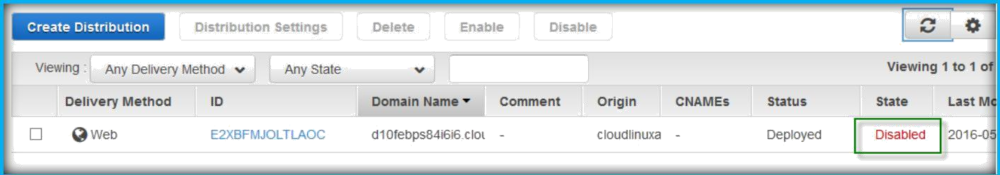 Create Distribution Distribution Settings Delete Enable Disable
Viewing : Any Delivery Method Any State Viewing 1 to 1 of
Delivery Method ID Domain Name Comment Origin CNAMEs Status State Last Mo
Web E2XBFMJOLTLAOC d10febps84i6i6.clou - cloudlinuxa - Deployed Disabled 2016-05